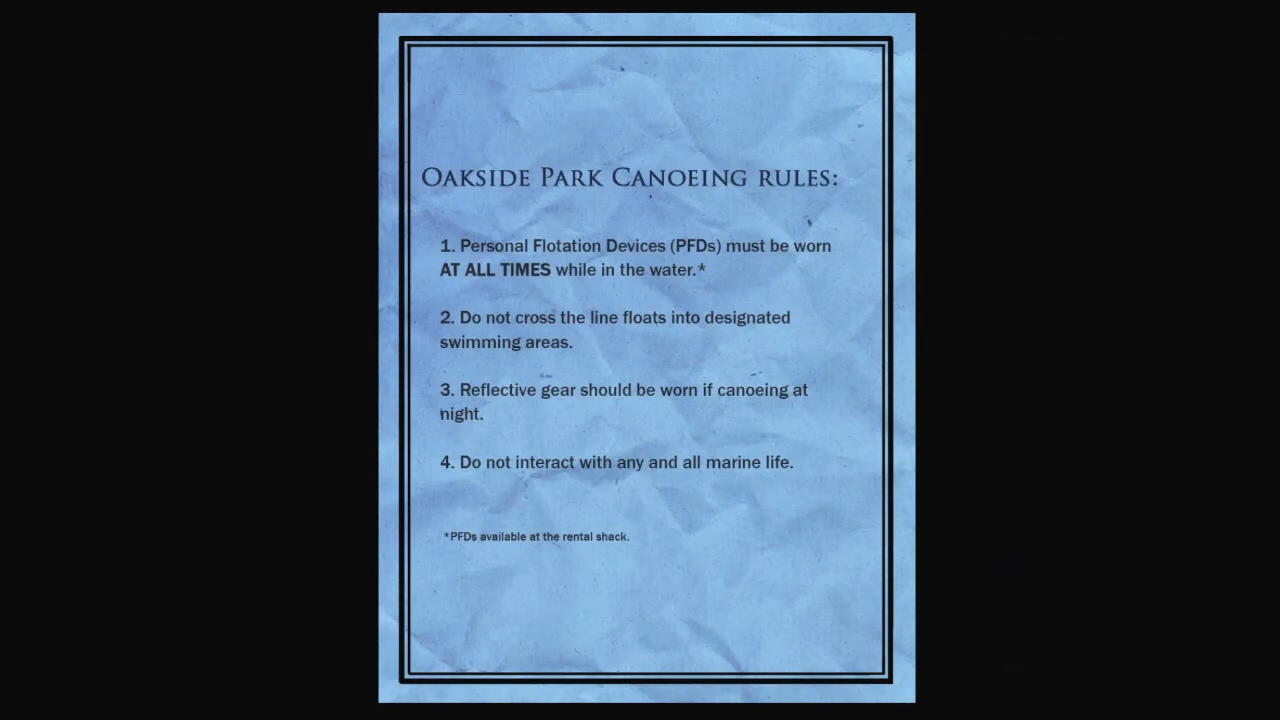 Oakside Park Canoeing rules:
1. Personal Flotation Devices (PFDs) must be worn
AT ALL TIMES while in the water.*
2. Do not cross the line floats into designated
swimming areas.
3. Reflective gear should be worn if canoeing at
night.
4. Do not interact with any and all marine life.
*PFDs available at the rental shack.